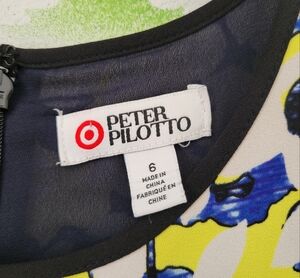 PETER
PILOTTO
6
MADE IN
CHINA
FABRIQUÉ EN
CHINE